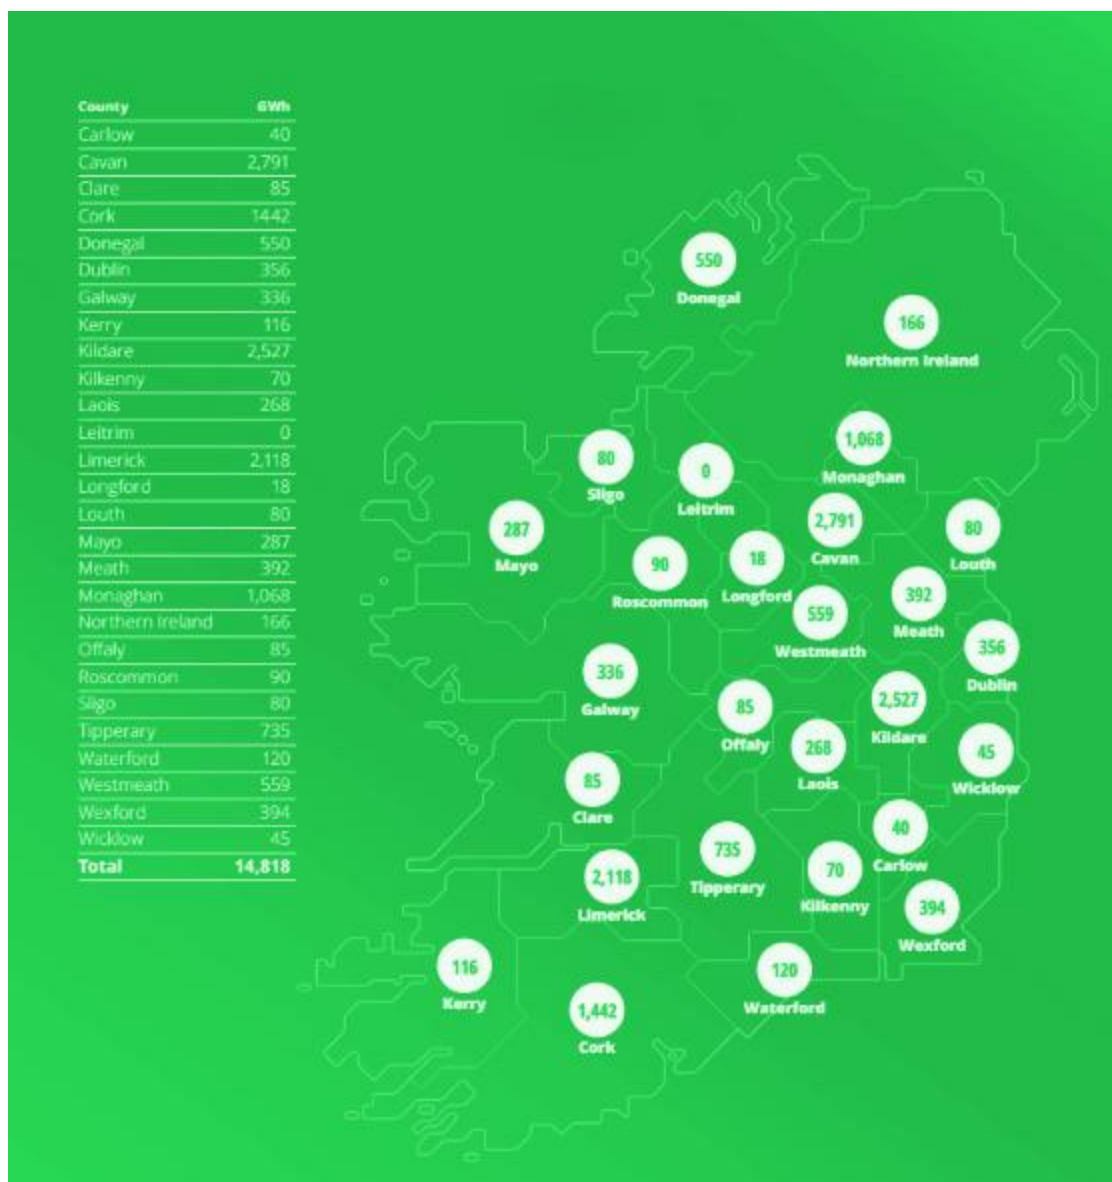 County GWh
Carlow 40
Cavan 2,791
Clare 85
Cork 1442
Donegal 550
Dublin 356
Galway 336
Kerry 116
Kildare 2,527
Kilkenny 70
Laois 268
Leitrim 0
Limerick 2,118
Longford 18
Louth 80
Mayo 287
Meath 392
Monaghan 1,068
Northern Ireland 166
Offaly 85
Roscommon 90
Sligo 80
Tipperary 735
Waterford 120
Westmeath 559
Wexford 394
Wicklow 45
Total 14,818
550
Donegal
166
Northern Ireland
1,068
Monaghan
80
Sligo
0
Leitrim
2,791
Cavan
80
Louth
287
Mayo
90
Roscommon
18
Longford
392
Meath
559
Westmeath
356
Dublin
336
Galway
85
Offaly
2,527
Kildare
268
Laois
45
Wicklow
85
Clare
40
Carlow
735
Tipperary
2,118
Limerick
70
Kilkenny
394
Wexford
116
Kerry
120
Waterford
1,442
Cork